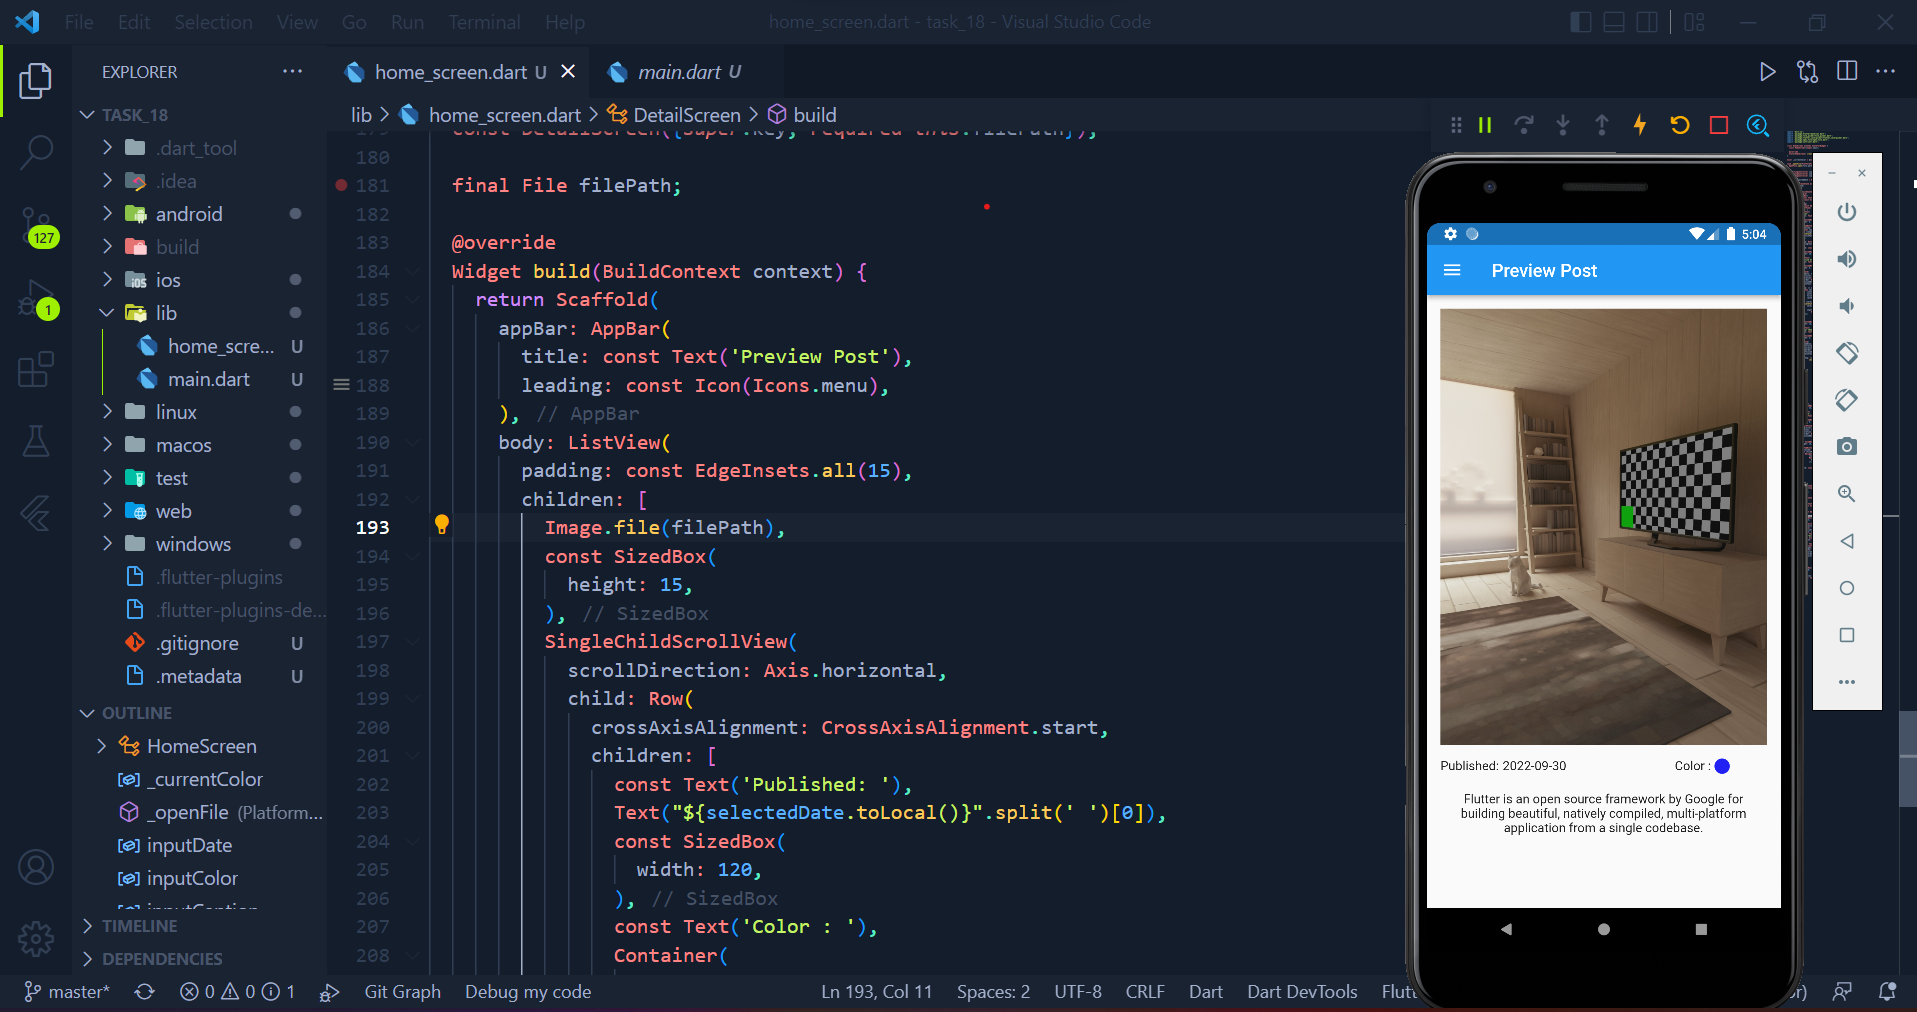 File Edit Selection View Go Run Terminal Help
home_screen.dart - task_18 - Visual Studio Code
EXPLORER
TASK_18
.dart_tool
.idea
android
build
ios
lib
home_scre... U
main.dart U
linux
macos
test
web
windows
.flutter-plugins
.flutter-plugins-de...
.gitignore U
.metadata U
OUTLINE
HomeScreen
_currentColor
_openFile (Platform...
inputDate
inputColor
inputCaption
TIMELINE
DEPENDENCIES
127
1
home_screen.dart U
main.dart U
lib > home_screen.dart > DetailScreen > build
179 const DetailScreen({super.key, required this.filePath});
180
181 final File filePath;
182
183 @override
184 Widget build(BuildContext context) {
185 return Scaffold(
186 appBar: AppBar(
187 title: const Text('Preview Post'),
188 leading: const Icon(Icons.menu),
189 ), // AppBar
190 body: ListView(
191 padding: const EdgeInsets.all(15),
192 children: [
193 Image.file(filePath),
194 const SizedBox(
195 height: 15,
196 ), // SizedBox
197 SingleChildScrollView(
198 scrollDirection: Axis.horizontal,
199 child: Row(
200 crossAxisAlignment: CrossAxisAlignment.start,
201 children: [
202 const Text('Published: '),
203 Text("${selectedDate.toLocal()}".split(' ')[0]),
204 const SizedBox(
205 width: 120,
206 ), // SizedBox
207 const Text('Color : '),
208 Container(
5:04
Preview Post
Published: 2022-09-30
Color :
Flutter is an open source framework by Google for
building beautiful, natively compiled, multi-platform
application from a single codebase.
master* 0 0 1 Git Graph Debug my code Ln 193, Col 11 Spaces: 2 UTF-8 CRLF Dart Dart DevTools